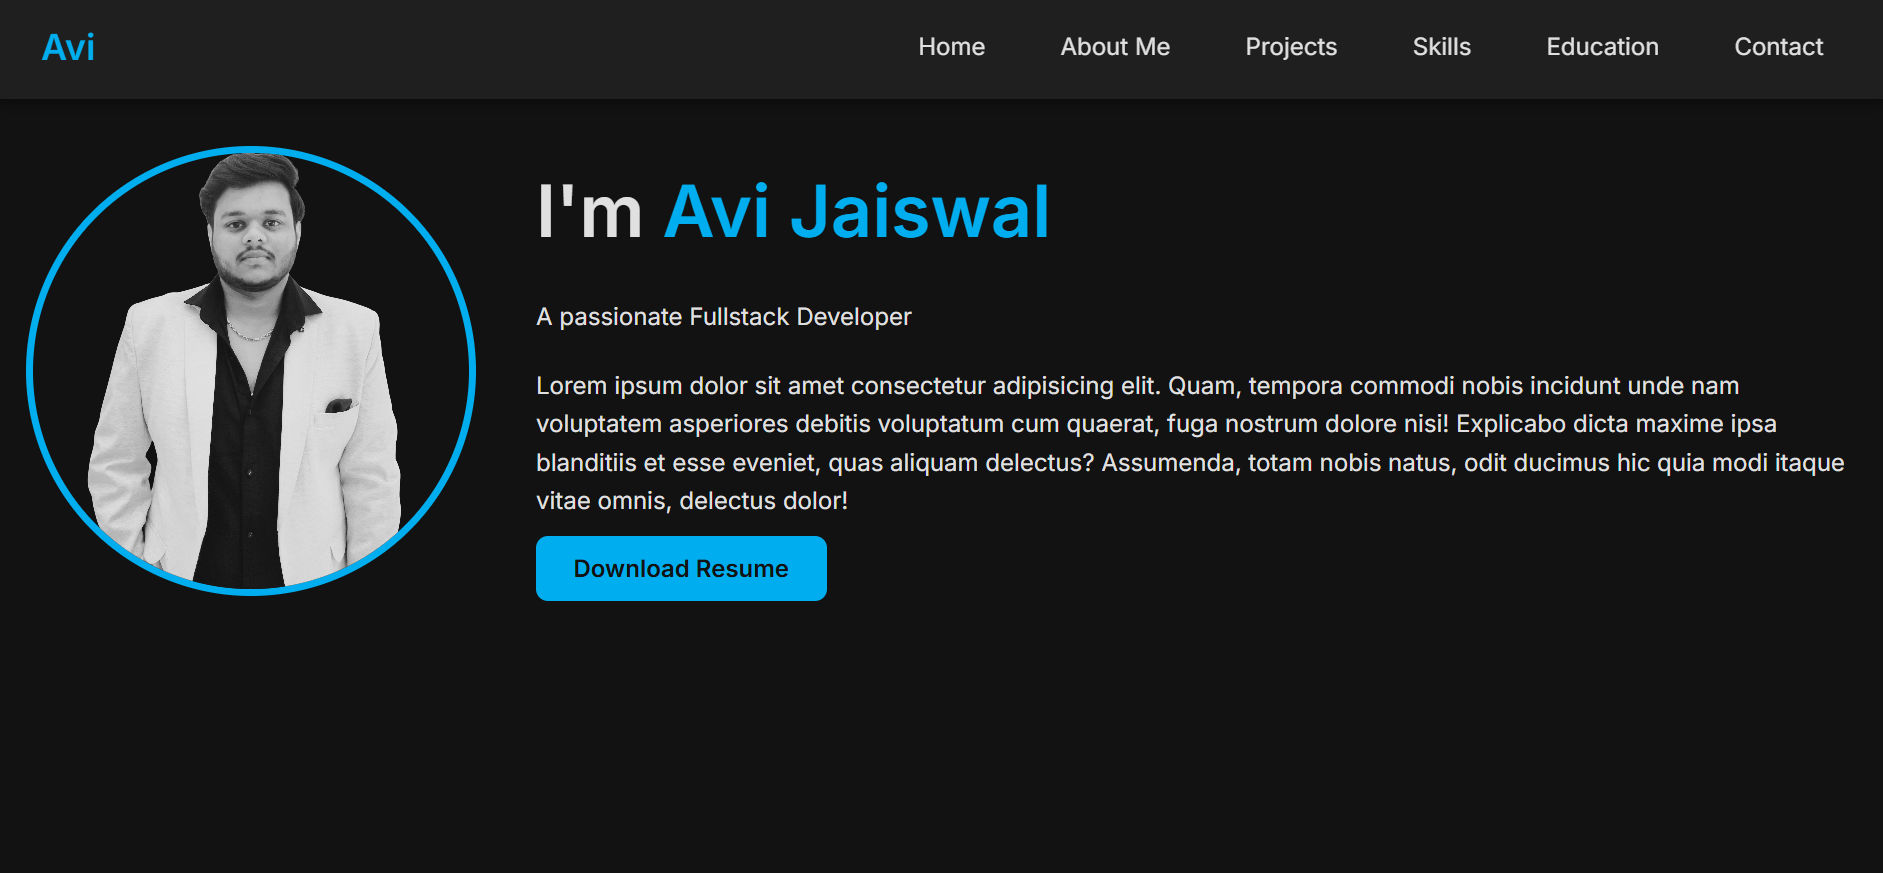 Avi
Home About Me Projects Skills Education Contact
I'm Avi Jaiswal
A passionate Fullstack Developer
Lorem ipsum dolor sit amet consectetur adipisicing elit. Quam, tempora commodi nobis incidunt unde nam
voluptatem asperiores debitis voluptatum cum quaerat, fuga nostrum dolore nisi! Explicabo dicta maxime ipsa
blanditiis et esse eveniet, quas aliquam delectus? Assumenda, totam nobis natus, odit ducimus hic quia modi itaque
vitae omnis, delectus dolor!
Download Resume